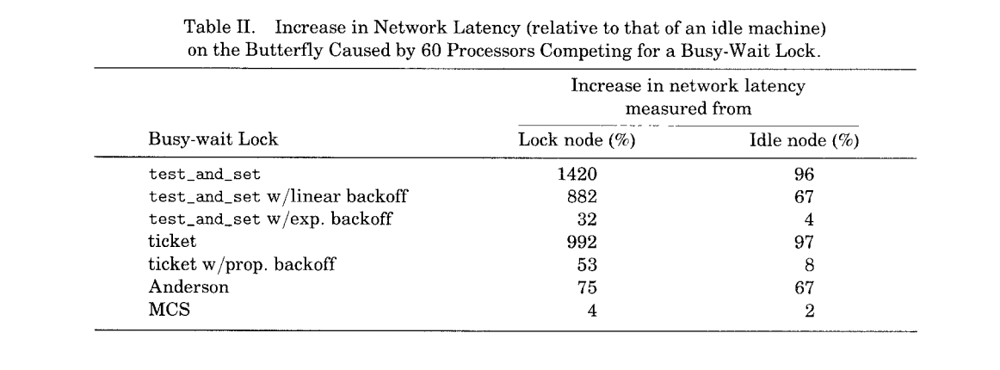 Table II. Increase in Network Latency (relative to that of an idle machine)
on the Butterfly Caused by 60 Processors Competing for a Busy-Wait Lock.
Increase in network latency
measured from
Busy-wait Lock Lock node (%) Idle node (%)
test_and_set 1420 96
test_and_set w/linear backoff 882 67
test_and_set w/exp. backoff 32 4
ticket 992 97
ticket w/prop. backoff 53 8
Anderson 75 67
MCS 4 2